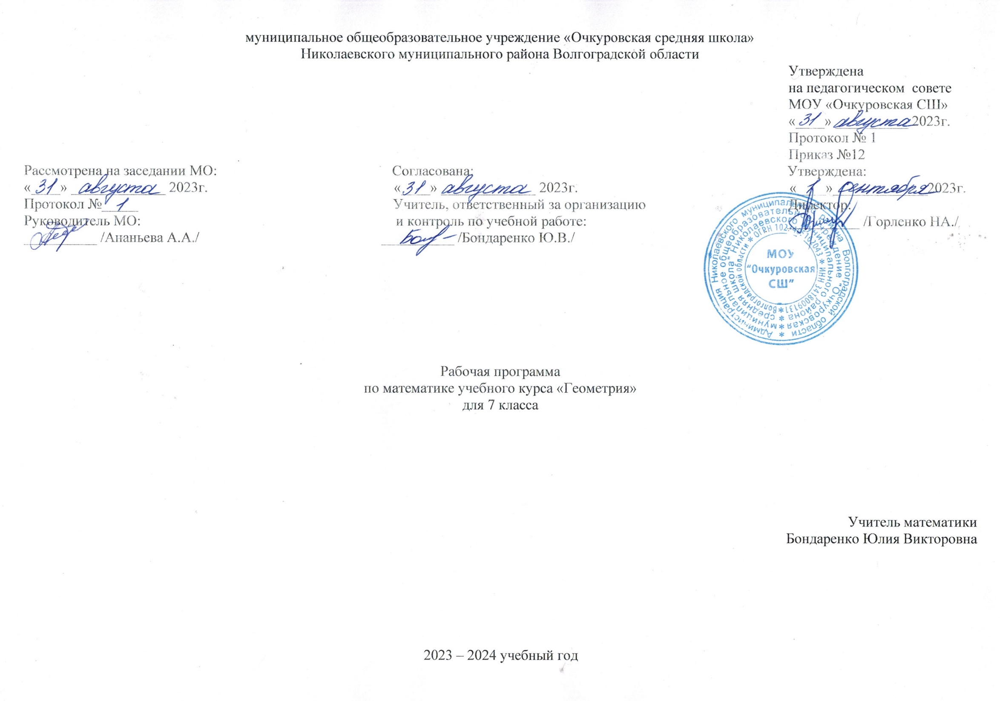 муниципальное общеобразовательное учреждение «Очкуровская средняя школа»
Николаевского муниципального района Волгоградской области
Утверждена
на педагогическом совете
МОУ «Очкуровская СШ»
«31» августа 2023г.
Протокол № 1
Приказ №12
Рассмотрена на заседании МО:
«31» августа 2023г.
Протокол № 1
Руководитель МО:
/Ананьева А.А./
Согласована:
«31» августа 2023г.
Учитель, ответственный за организацию
и контроль по учебной работе:
/Бондаренко Ю.В./
Утверждена:
« 1 » сентября 2023г.
Директор:
/Горленко НА./
Администрация Николаевского муниципального района Волгоградской области *
муниципальное общеобразовательное учреждение "Очкуровская *
средняя школа" Николаевского муниципального района *
Волгоградской области * ОГРН * ИНН 3418009131 *
МОУ
"Очкуровская
СШ"
Рабочая программа
по математике учебного курса «Геометрия»
для 7 класса
Учитель математики
Бондаренко Юлия Викторовна
2023 – 2024 учебный год